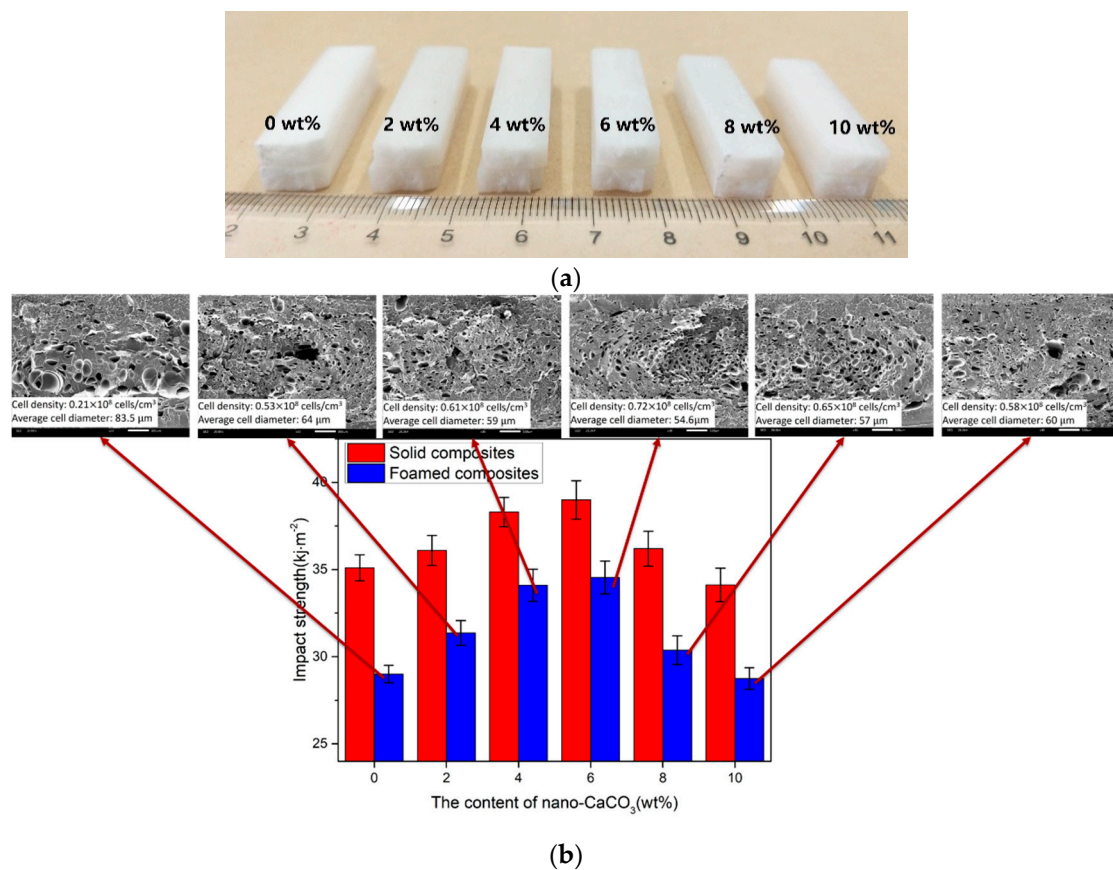 0 wt% 2 wt% 4 wt% 6 wt% 8 wt% 10 wt%
2 3 4 5 6 7 8 9 10 11
(a)
Cell density: 0.21×10⁸ cells/cm³
Average cell diameter: 83.5 μm
Cell density: 0.53×10⁸ cells/cm³
Average cell diameter: 64 μm
Cell density: 0.61×10⁸ cells/cm³
Average cell diameter: 59 μm
Cell density: 0.72×10⁸ cells/cm³
Average cell diameter: 54.6μm
Cell density: 0.65×10⁸ cells/cm³
Average cell diameter: 57 μm
Cell density: 0.58×10⁸ cells/cm³
Average cell diameter: 60 μm
Solid composites
Foamed composites
Impact strength(kj·m⁻²)
40
35
30
25
0 2 4 6 8 10
The content of nano-CaCO₃(wt%)
(b)